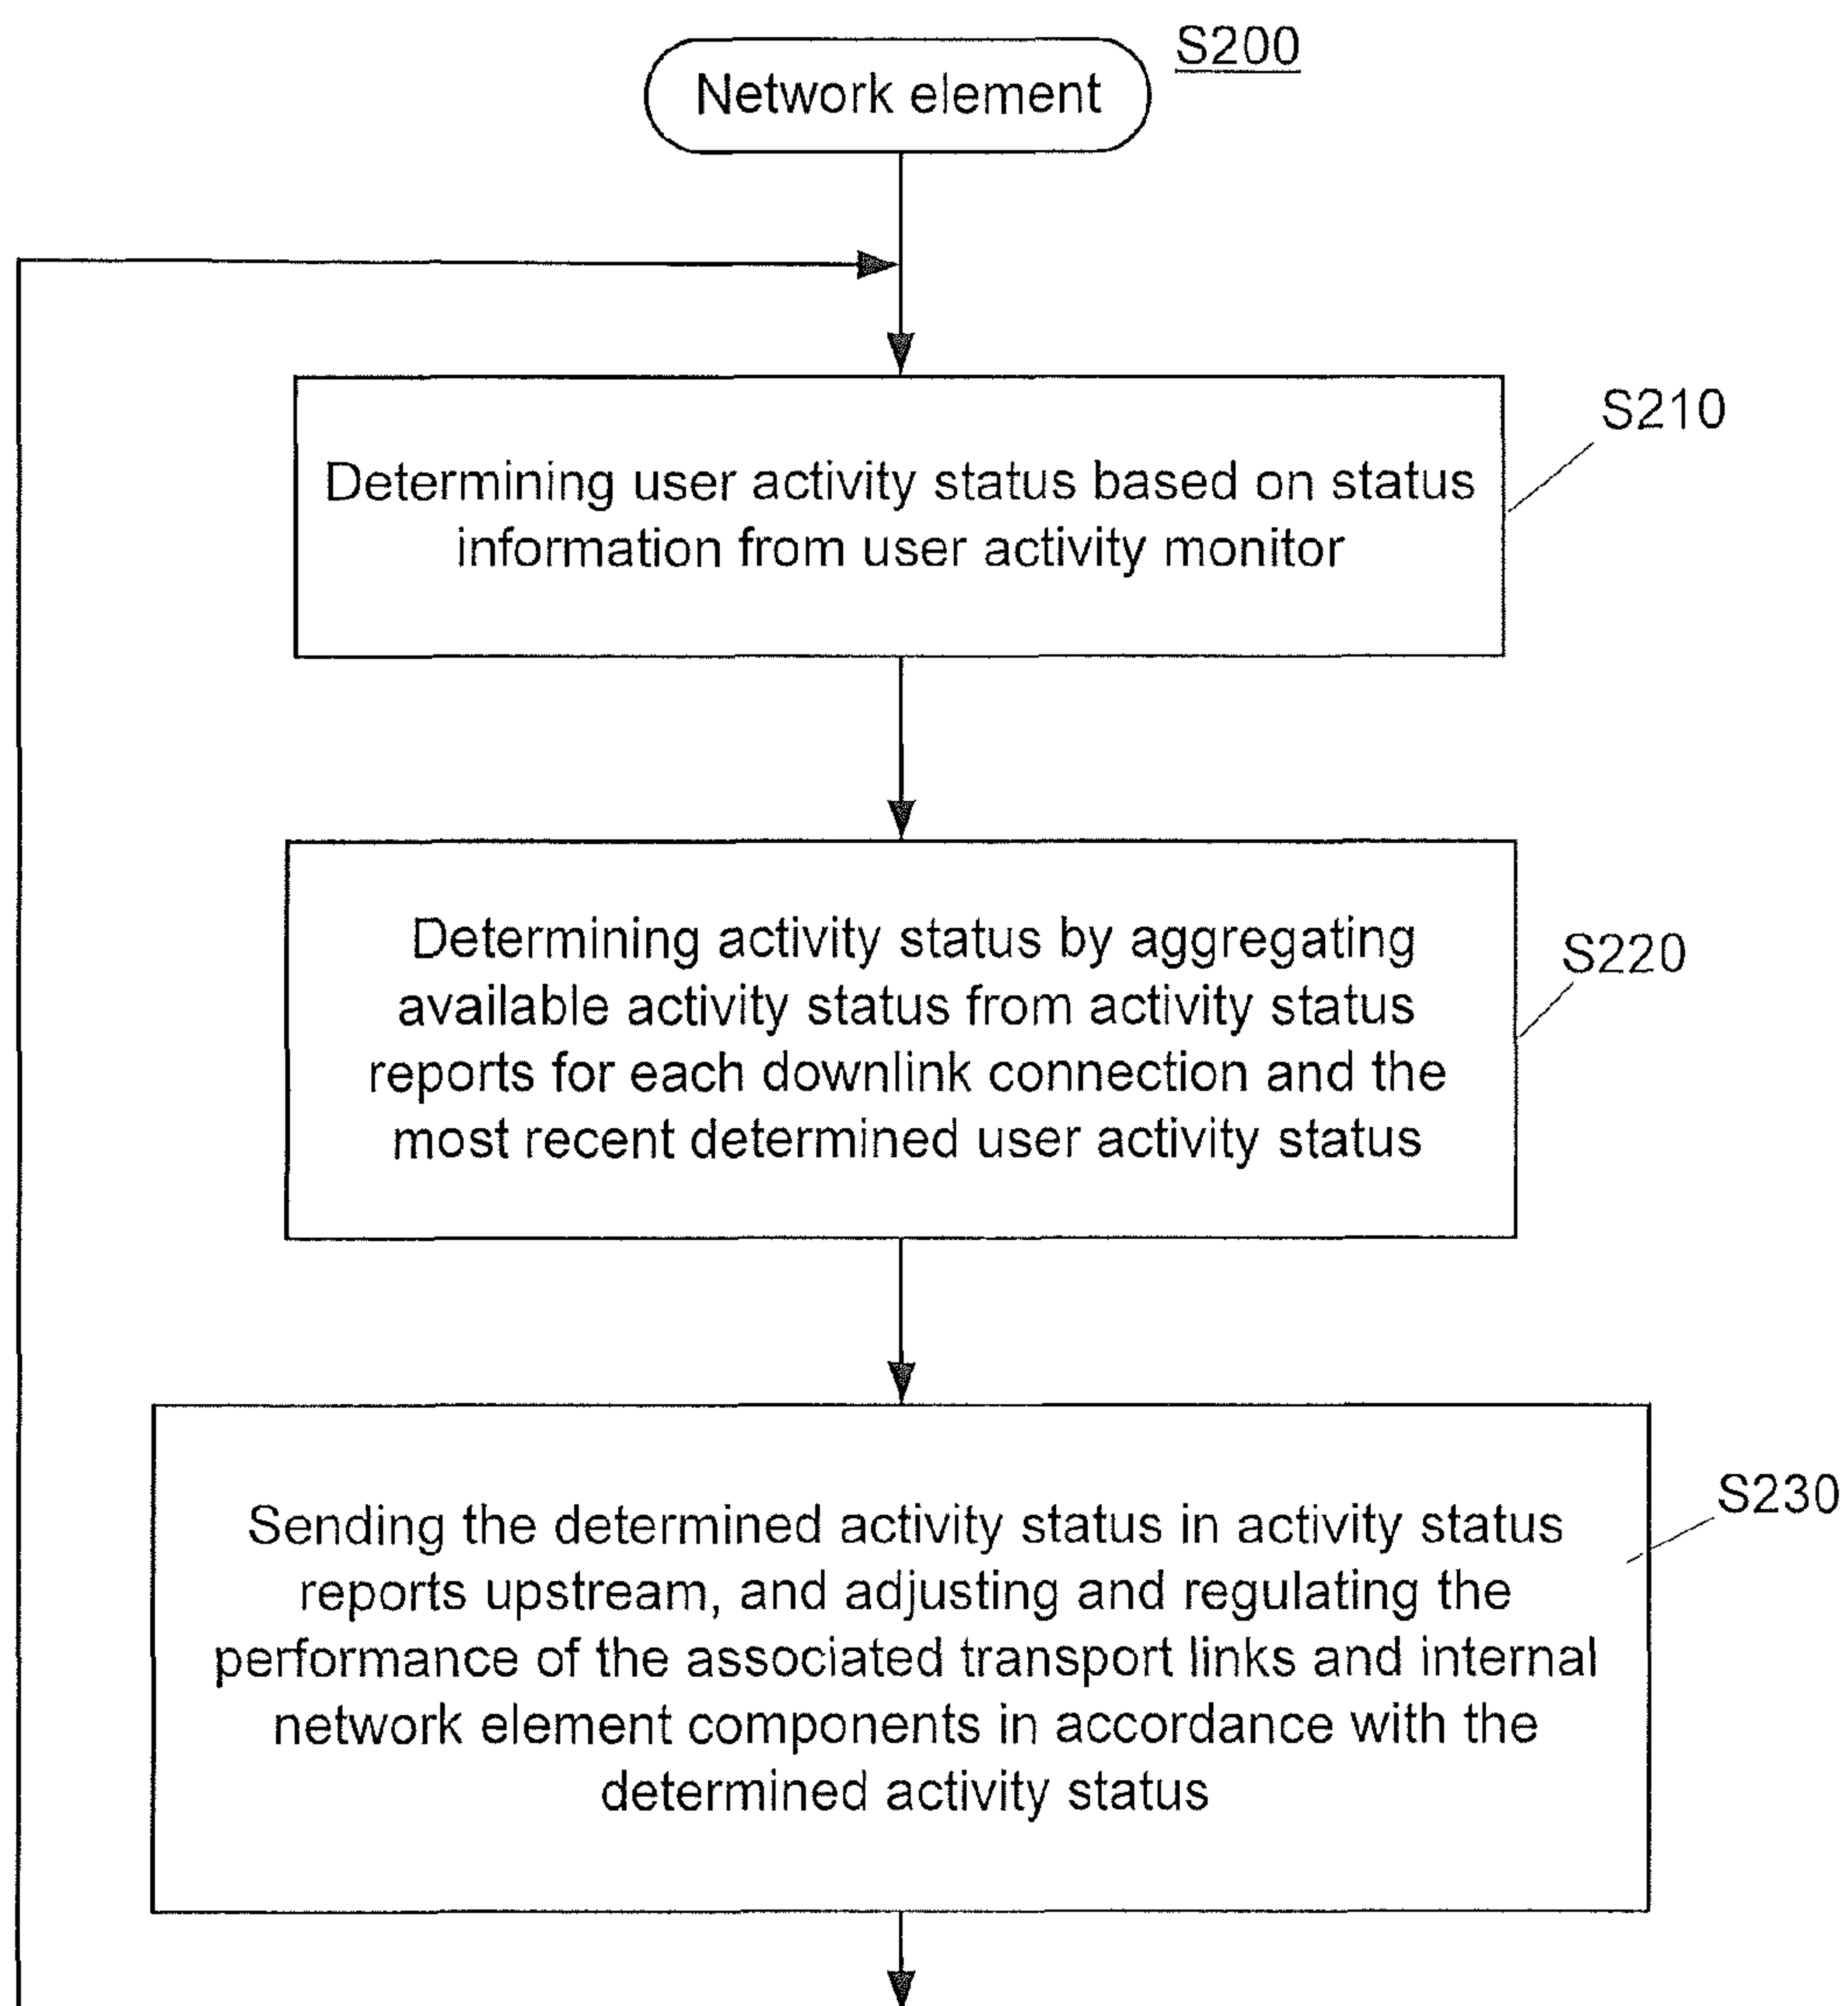 S200
Network element
S210
Determining user activity status based on status
information from user activity monitor
S220
Determining activity status by aggregating
available activity status from activity status
reports for each downlink connection and the
most recent determined user activity status
S230
Sending the determined activity status in activity status
reports upstream, and adjusting and regulating the
performance of the associated transport links and internal
network element components in accordance with the
determined activity status